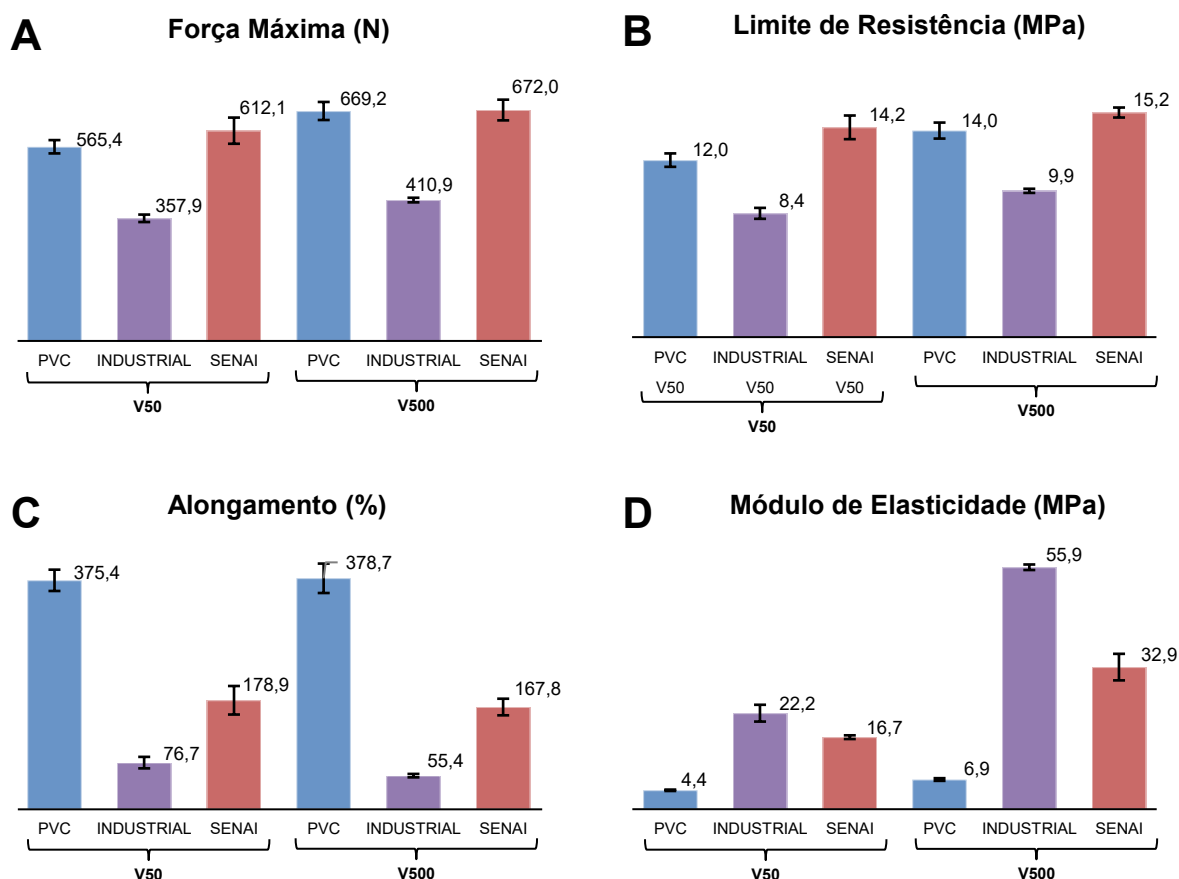 A
Força Máxima (N)
565,4
357,9
612,1
669,2
410,9
672,0
PVC INDUSTRIAL SENAI PVC INDUSTRIAL SENAI
V50 V500
B
Limite de Resistência (MPa)
12,0
8,4
14,2
14,0
9,9
15,2
PVC INDUSTRIAL SENAI PVC INDUSTRIAL SENAI
V50 V50 V50
V50 V500
C
Alongamento (%)
375,4
76,7
178,9
378,7
55,4
167,8
PVC INDUSTRIAL SENAI PVC INDUSTRIAL SENAI
V50 V500
D
Módulo de Elasticidade (MPa)
4,4
22,2
16,7
6,9
55,9
32,9
PVC INDUSTRIAL SENAI PVC INDUSTRIAL SENAI
V50 V500